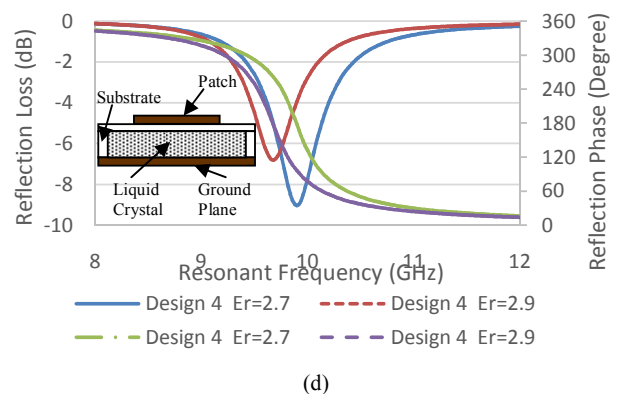 0
-2
-4
-6
-8
-10
Reflection Loss (dB)
360
300
240
180
120
60
0
Reflection Phase (Degree)
Patch
Substrate
Liquid
Crystal
Ground
Plane
8
9
10
11
12
Resonant Frequency (GHz)
Design 4 Er=2.7
Design 4 Er=2.9
Design 4 Er=2.7
Design 4 Er=2.9
(d)